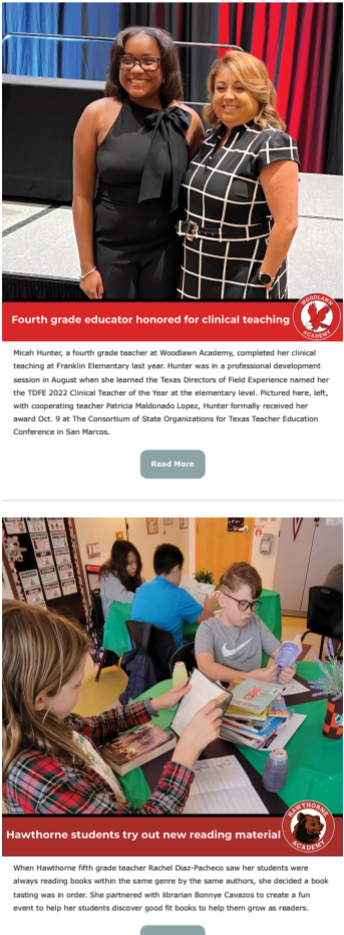 Fourth grade educator honored for clinical teaching
WOODLAWN
ACADEMY
Micah Hunter, a fourth grade teacher at Woodlawn Academy, completed her clinical
teaching at Franklin Elementary last year. Hunter was in a professional development
session in August when she learned the Texas Directors of Field Experience named her
the TDFE 2022 Clinical Teacher of the Year at the elementary level. Pictured here, left,
with cooperating teacher Patricia Maldonado Lopez, Hunter formally received her
award Oct. 9 at The Consortium of State Organizations for Texas Teacher Education
Conference in San Marcos.
Read More
Hawthorne students try out new reading material
HAWTHORNE
ACADEMY
When Hawthorne fifth grade teacher Rachel Diaz-Pacheco saw her students were
always reading books within the same genre by the same authors, she decided a book
tasting was in order. She partnered with librarian Bonnye Cavazos to create a fun
event to help her students discover good fit books to help them grow as readers.